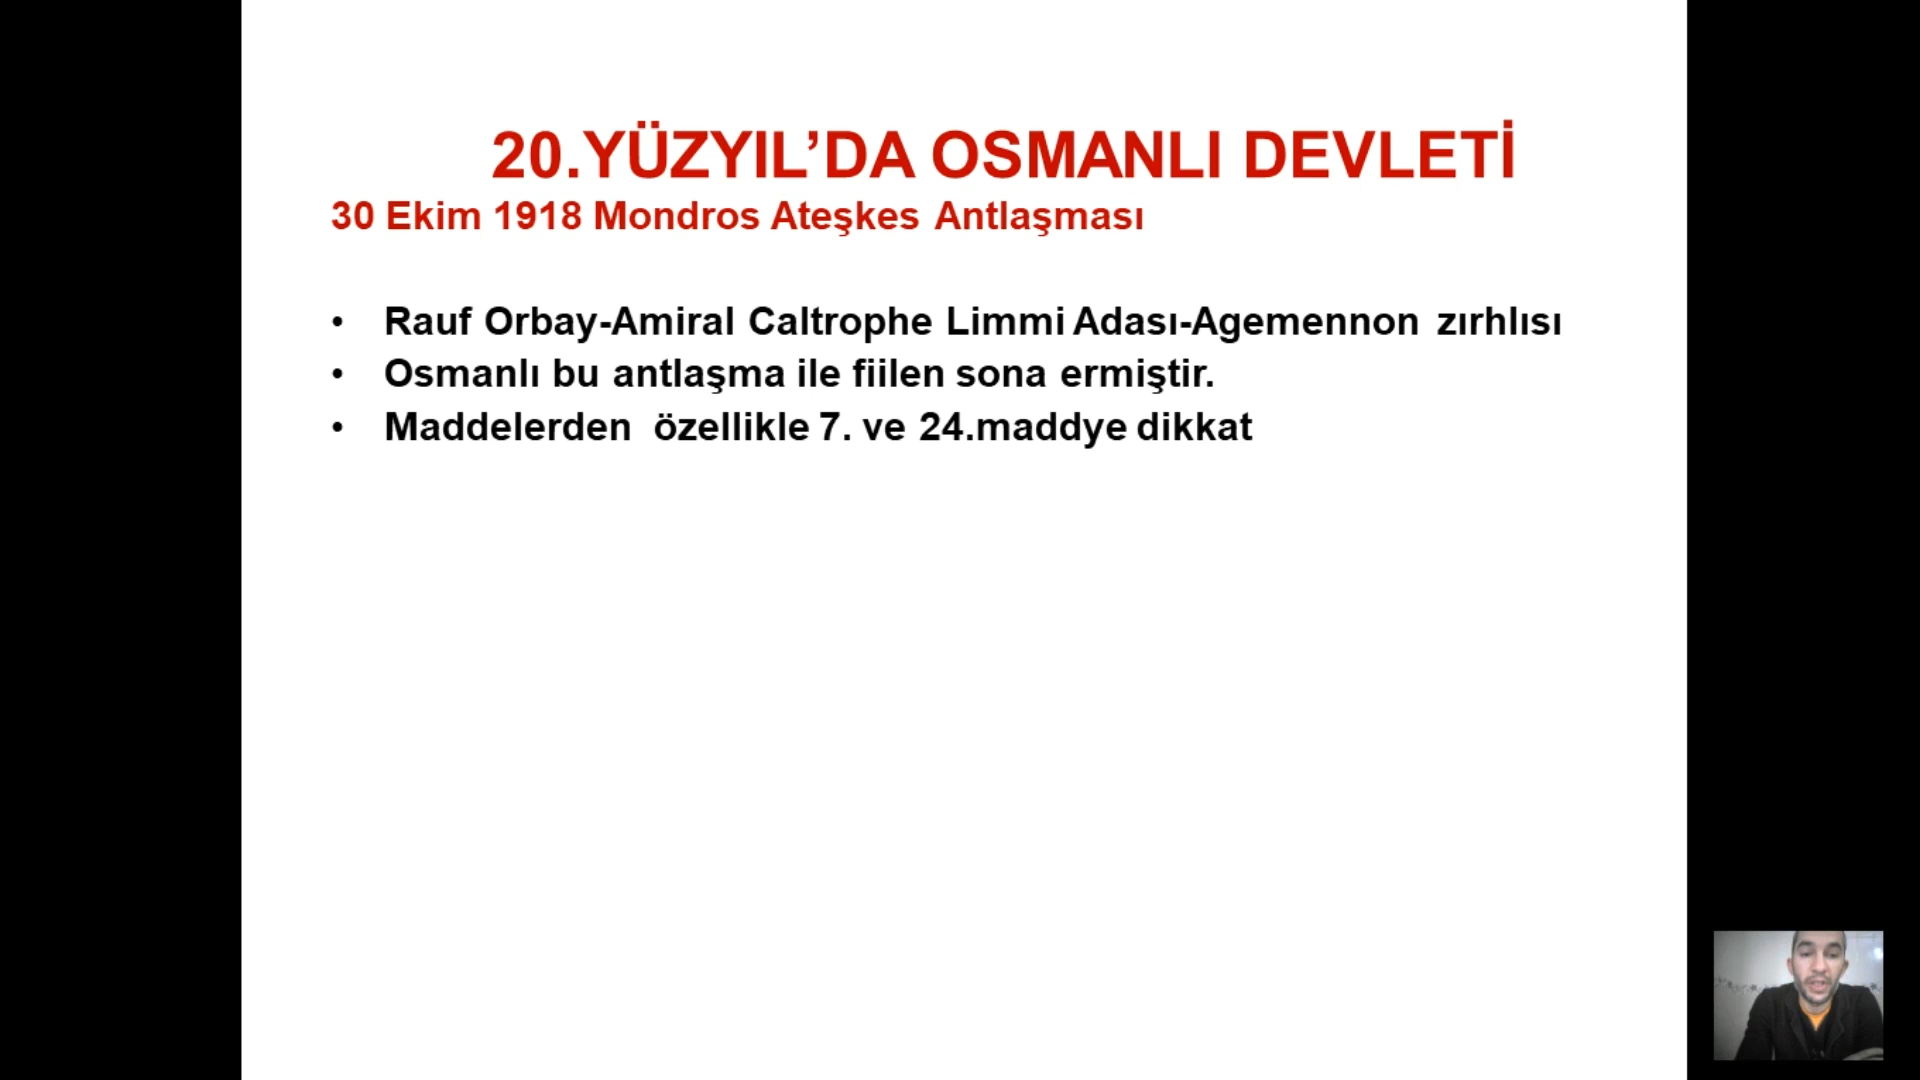 20.YÜZYIL’DA OSMANLI DEVLETİ
30 Ekim 1918 Mondros Ateşkes Antlaşması
• Rauf Orbay-Amiral Caltrophe Limmi Adası-Agemennon zırhlısı
• Osmanlı bu antlaşma ile fiilen sona ermiştir.
• Maddelerden özellikle 7. ve 24.maddye dikkat